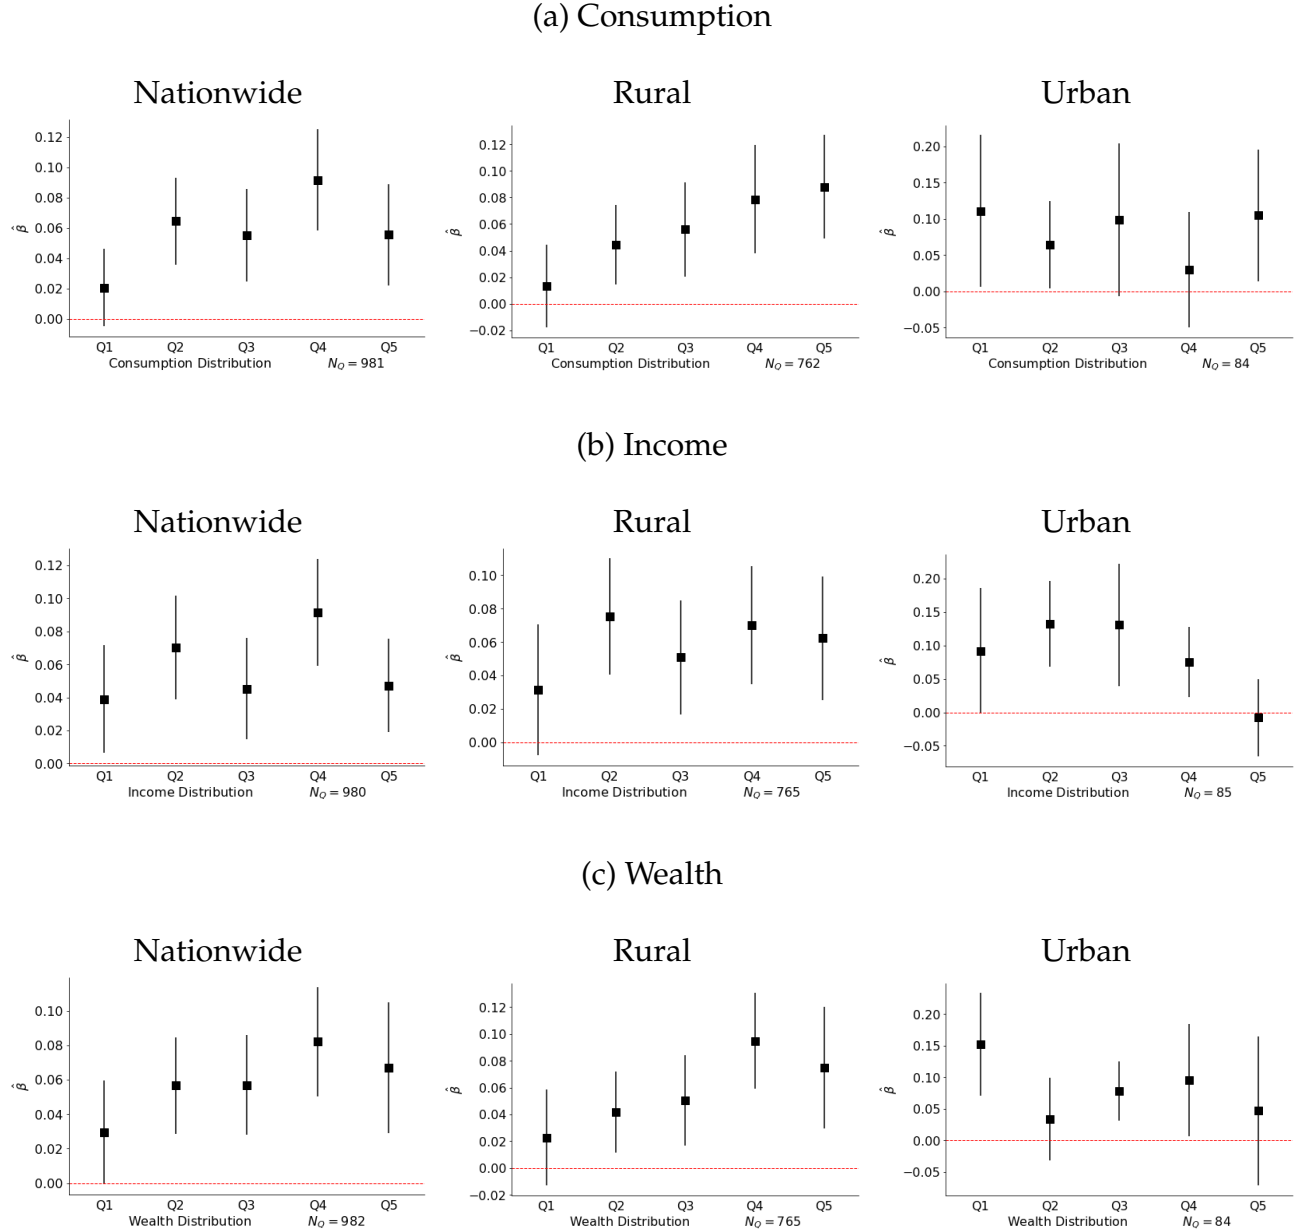 (a) Consumption
Nationwide
0.12
0.10
0.08
0.06
0.04
0.02
0.00
β̂
Q1 Q2 Q3 Q4 Q5
Consumption Distribution N_Q = 981
Rural
0.12
0.10
0.08
0.06
0.04
0.02
0.00
−0.02
β̂
Q1 Q2 Q3 Q4 Q5
Consumption Distribution N_Q = 762
Urban
0.20
0.15
0.10
0.05
0.00
−0.05
β̂
Q1 Q2 Q3 Q4 Q5
Consumption Distribution N_Q = 84
(b) Income
Nationwide
0.12
0.10
0.08
0.06
0.04
0.02
0.00
β̂
Q1 Q2 Q3 Q4 Q5
Income Distribution N_Q = 980
Rural
0.10
0.08
0.06
0.04
0.02
0.00
β̂
Q1 Q2 Q3 Q4 Q5
Income Distribution N_Q = 765
Urban
0.20
0.15
0.10
0.05
0.00
−0.05
β̂
Q1 Q2 Q3 Q4 Q5
Income Distribution N_Q = 85
(c) Wealth
Nationwide
0.10
0.08
0.06
0.04
0.02
0.00
β̂
Q1 Q2 Q3 Q4 Q5
Wealth Distribution N_Q = 982
Rural
0.12
0.10
0.08
0.06
0.04
0.02
0.00
−0.02
β̂
Q1 Q2 Q3 Q4 Q5
Wealth Distribution N_Q = 765
Urban
0.20
0.15
0.10
0.05
0.00
−0.05
β̂
Q1 Q2 Q3 Q4 Q5
Wealth Distribution N_Q = 84